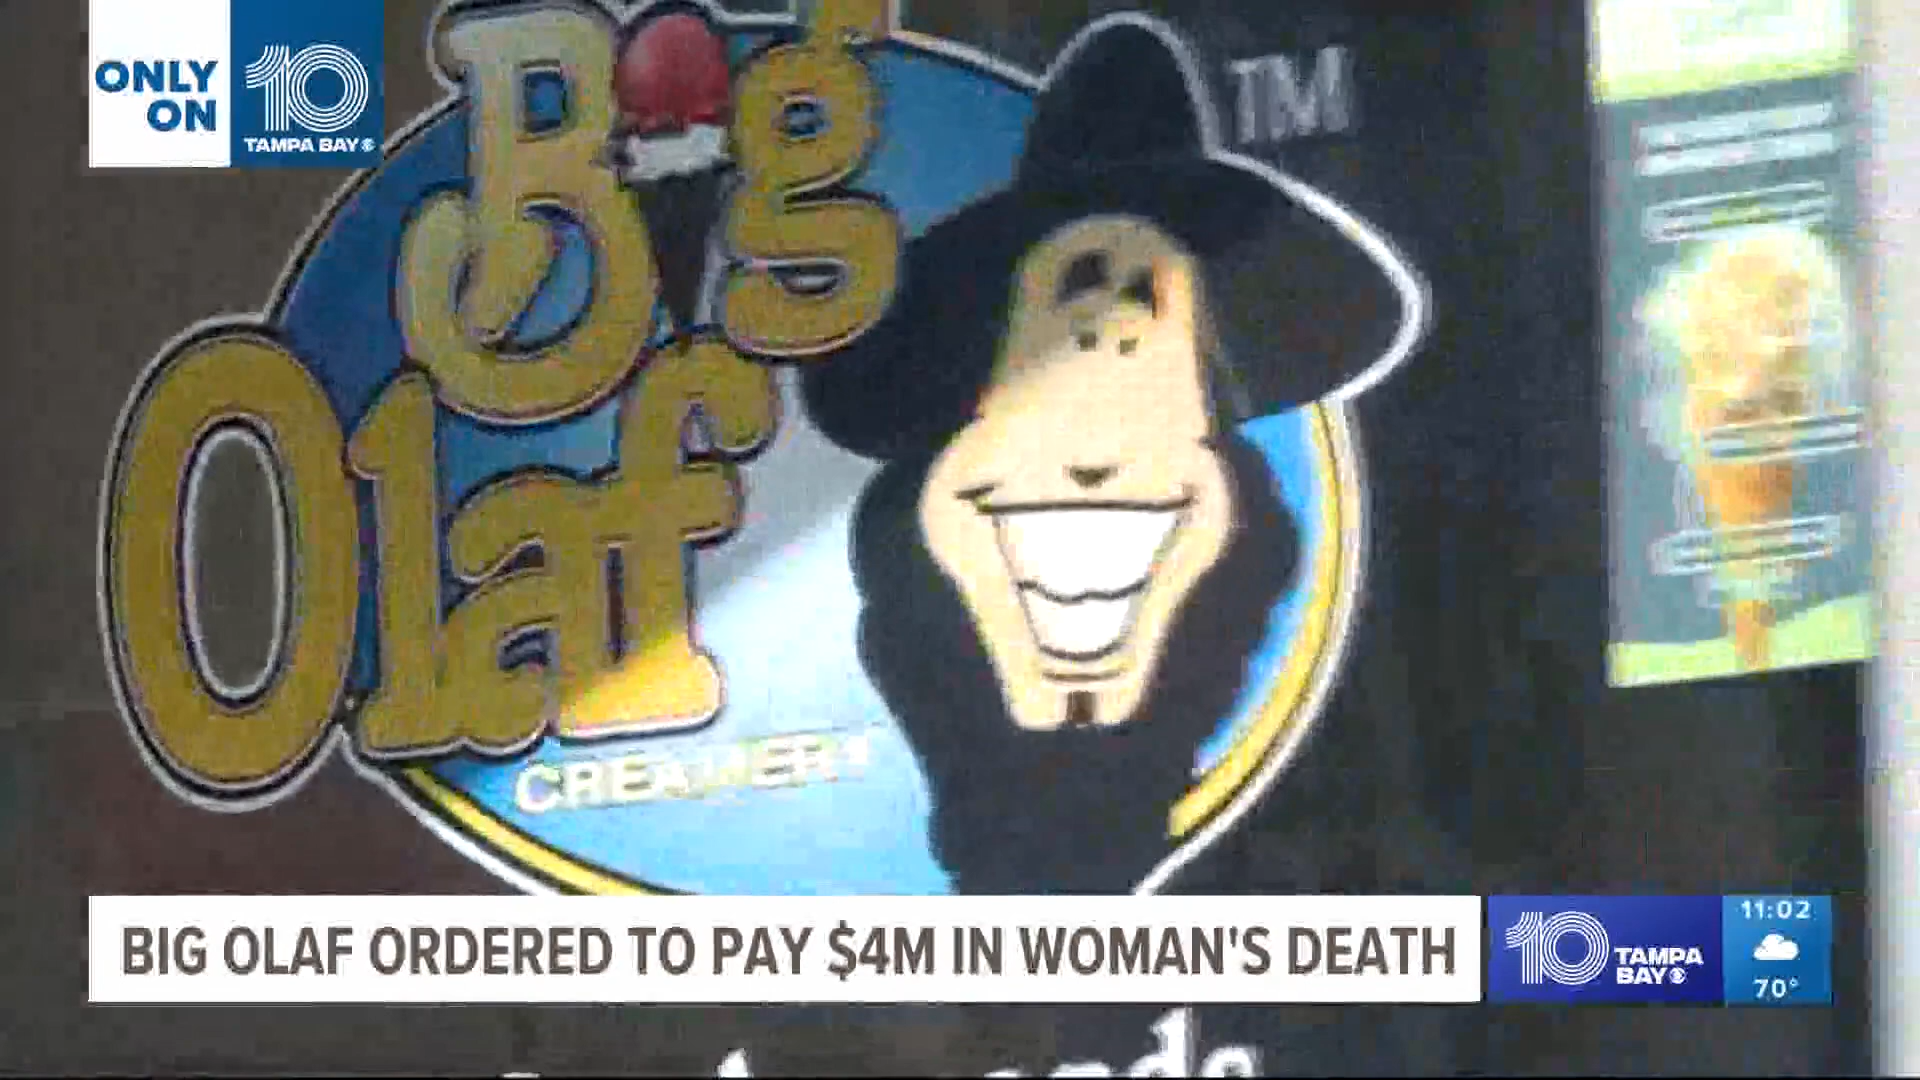 ONLY
ON
10
TAMPA BAY
Big
Olaf
TM
CREAMERY
BIG OLAF ORDERED TO PAY $4M IN WOMAN'S DEATH
10
TAMPA
BAY
11:02
70°